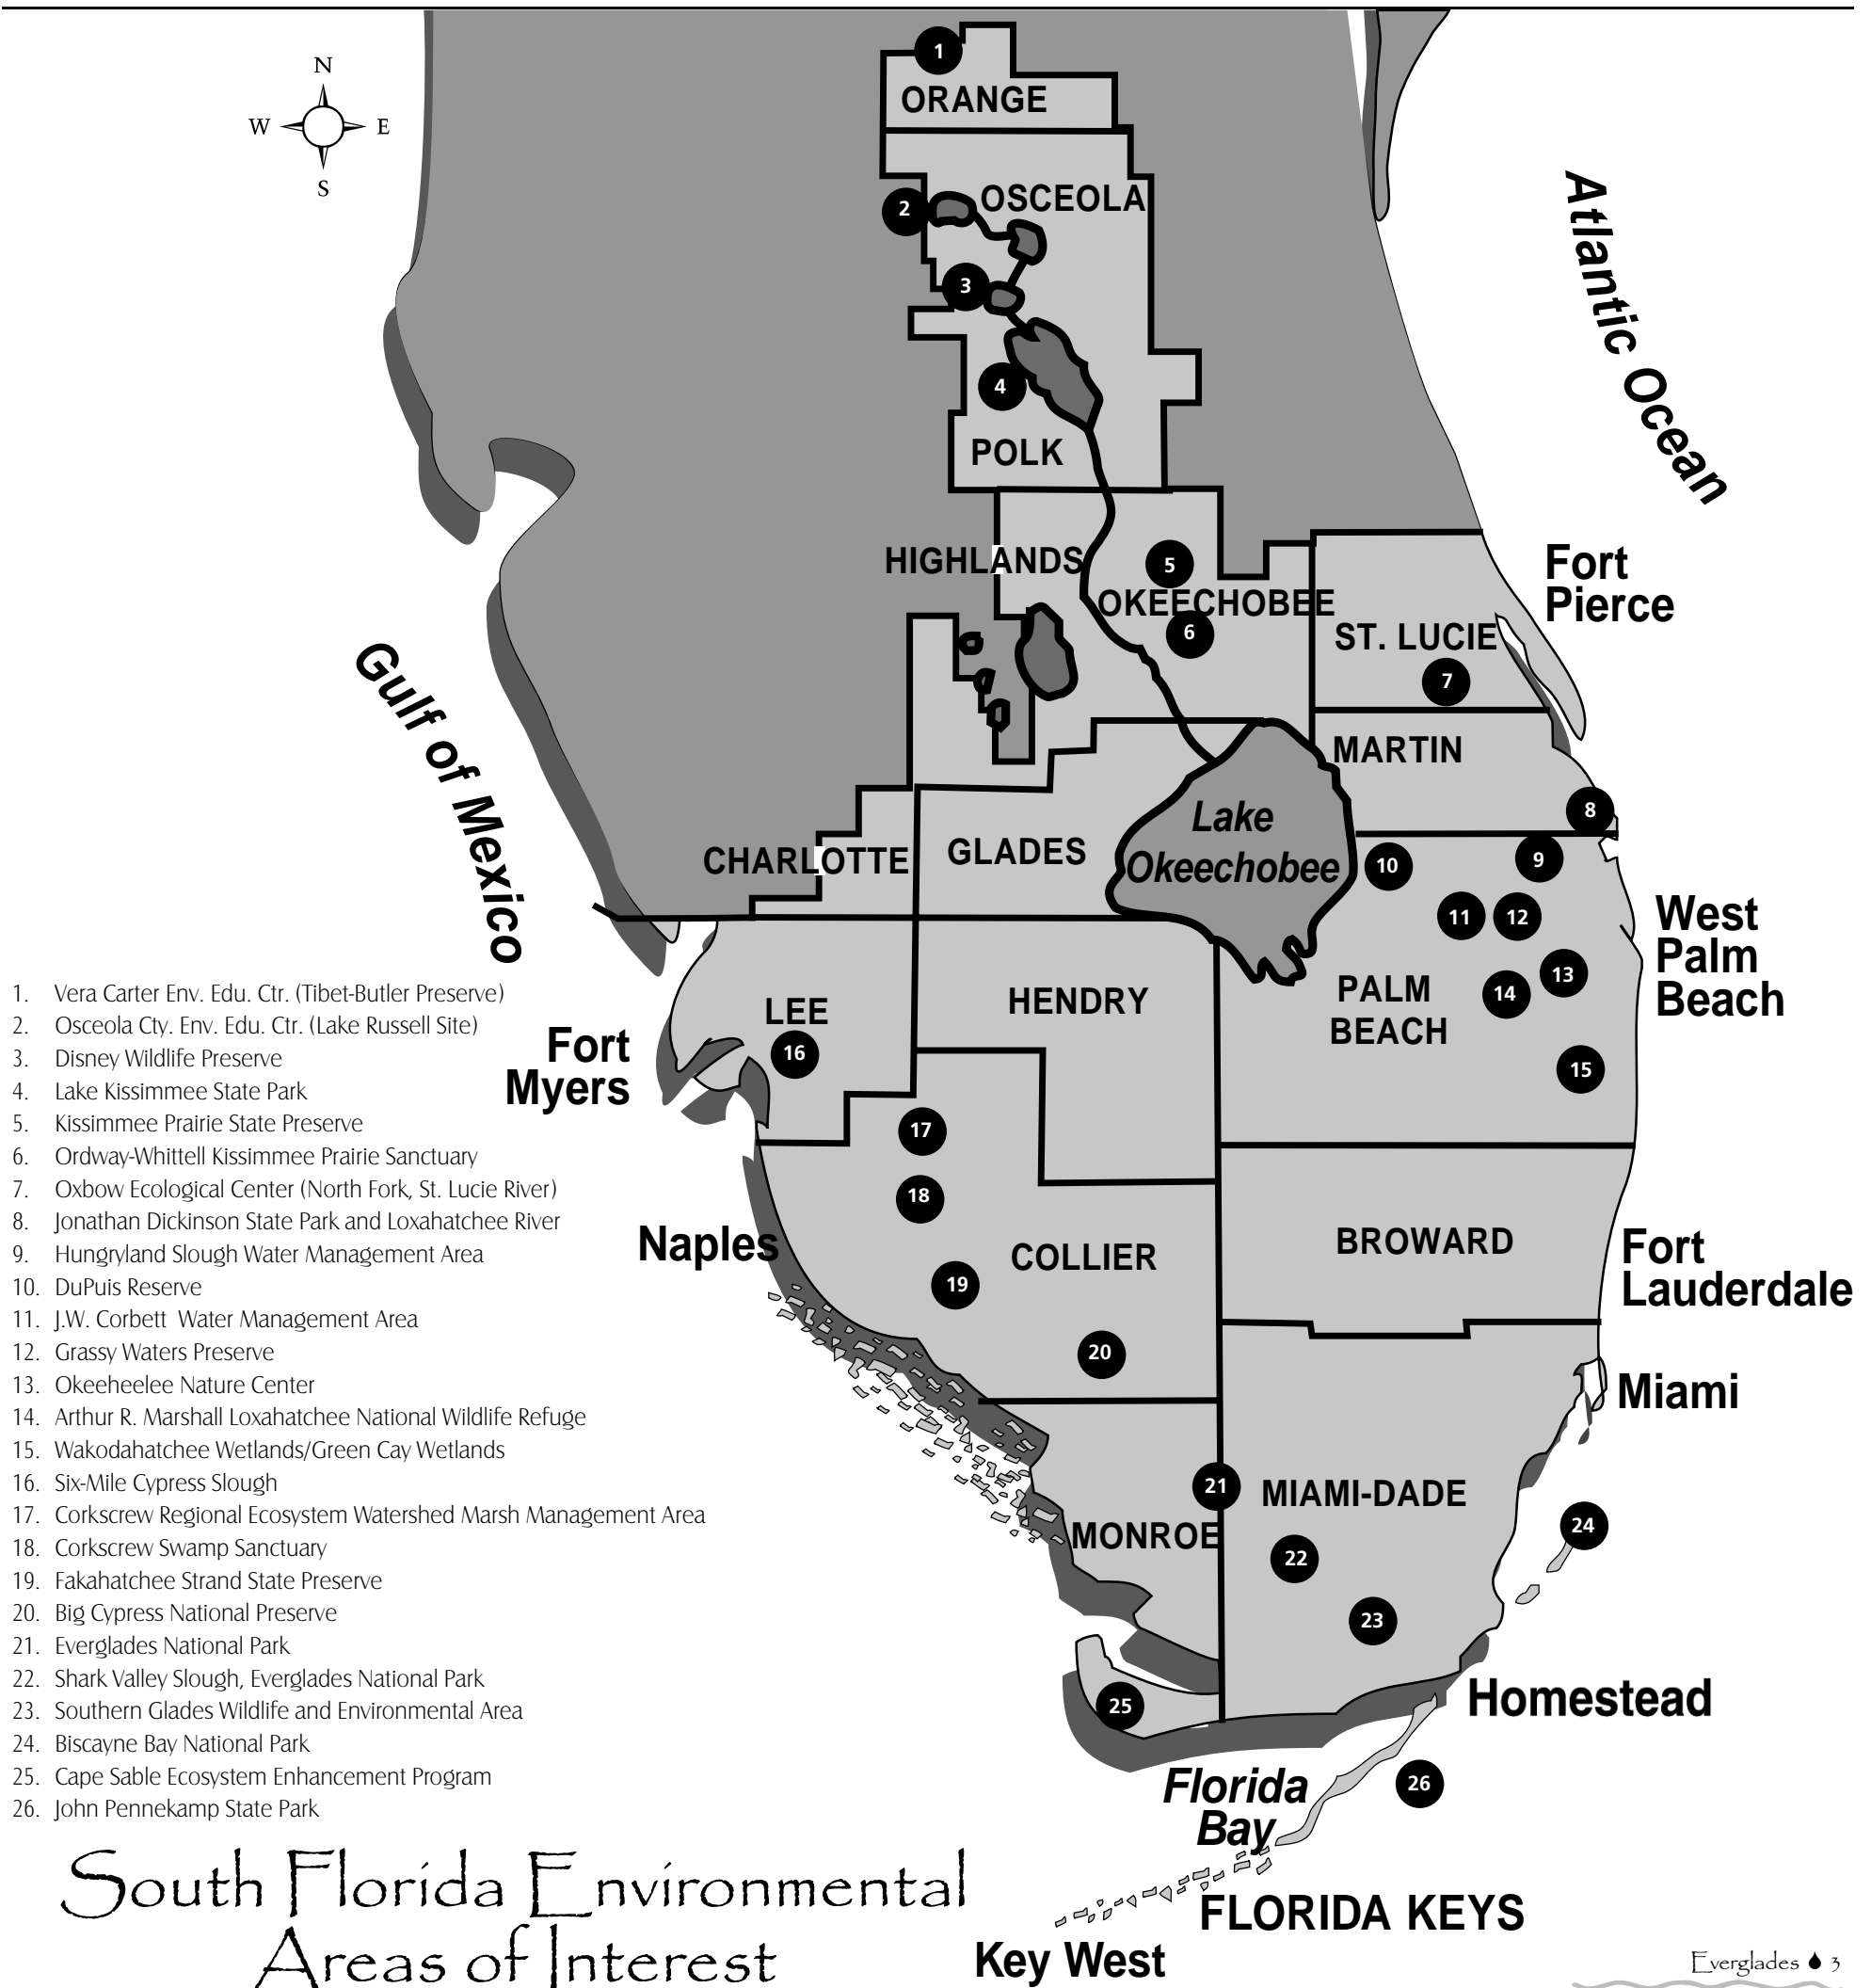 N
W E
S
1
ORANGE
2
OSCEOLA
3
4
POLK
Atlantic Ocean
HIGHLANDS
5
OKEECHOBEE
6
Fort
Pierce
ST. LUCIE
7
Gulf of Mexico
MARTIN
8
Lake
Okeechobee
CHARLOTTE
GLADES
9
10
11
12
13
14
15
PALM
BEACH
West
Palm
Beach
HENDRY
LEE
16
Fort
Myers
17
18
Naples
COLLIER
19
20
BROWARD
Fort
Lauderdale
Miami
21
MIAMI-DADE
MONROE
22
23
24
25
Homestead
26
Florida
Bay
FLORIDA KEYS
Key West
1. Vera Carter Env. Edu. Ctr. (Tibet-Butler Preserve)
2. Osceola Cty. Env. Edu. Ctr. (Lake Russell Site)
3. Disney Wildlife Preserve
4. Lake Kissimmee State Park
5. Kissimmee Prairie State Preserve
6. Ordway-Whittell Kissimmee Prairie Sanctuary
7. Oxbow Ecological Center (North Fork, St. Lucie River)
8. Jonathan Dickinson State Park and Loxahatchee River
9. Hungryland Slough Water Management Area
10. DuPuis Reserve
11. J.W. Corbett Water Management Area
12. Grassy Waters Preserve
13. Okeeheelee Nature Center
14. Arthur R. Marshall Loxahatchee National Wildlife Refuge
15. Wakodahatchee Wetlands/Green Cay Wetlands
16. Six-Mile Cypress Slough
17. Corkscrew Regional Ecosystem Watershed Marsh Management Area
18. Corkscrew Swamp Sanctuary
19. Fakahatchee Strand State Preserve
20. Big Cypress National Preserve
21. Everglades National Park
22. Shark Valley Slough, Everglades National Park
23. Southern Glades Wildlife and Environmental Area
24. Biscayne Bay National Park
25. Cape Sable Ecosystem Enhancement Program
26. John Pennekamp State Park
South Florida Environmental
Areas of Interest
Everglades 3